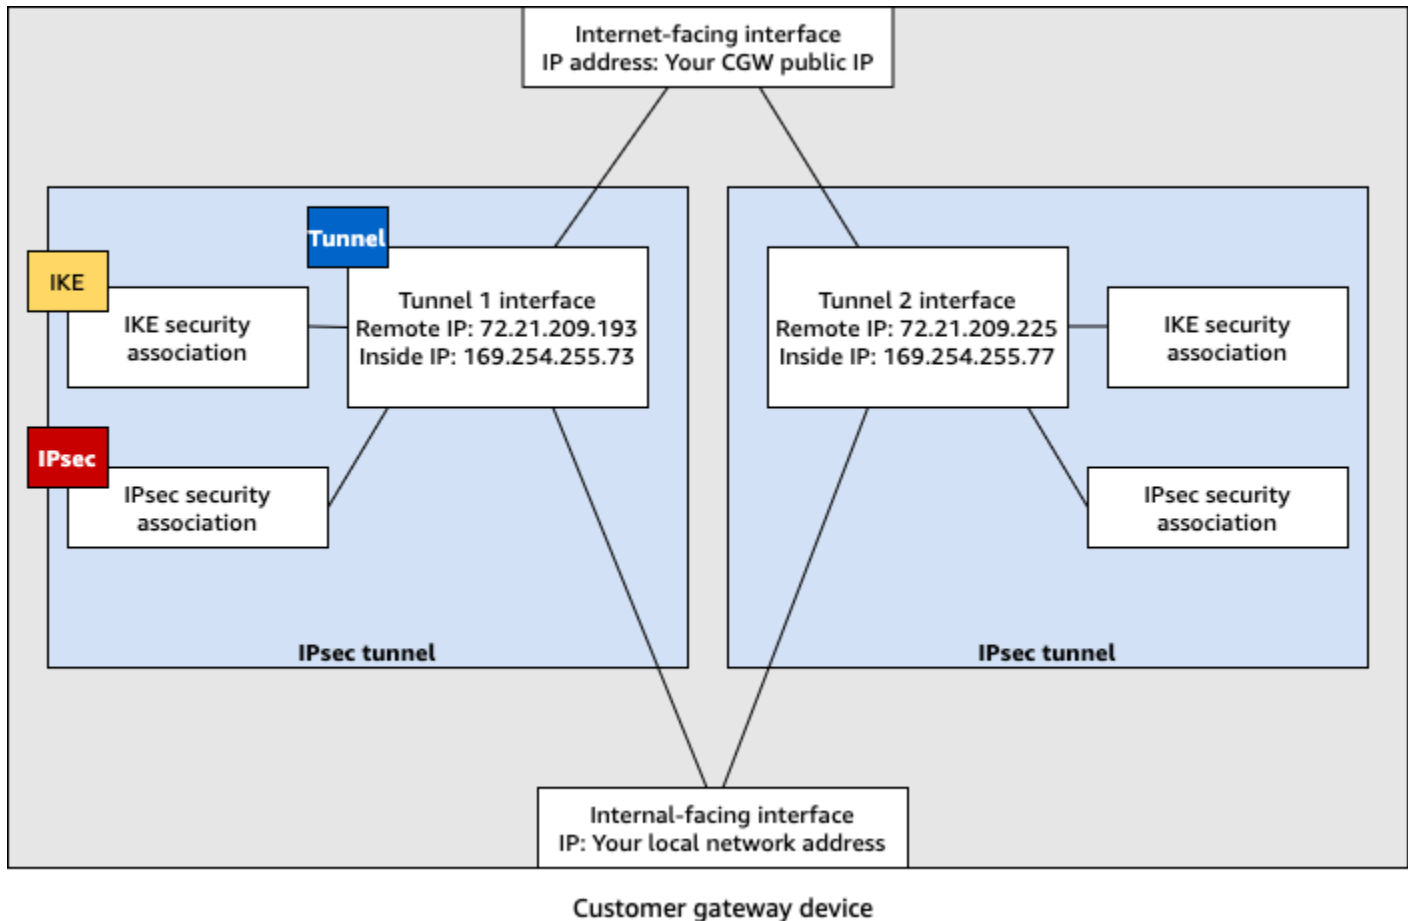 Internet-facing interface
IP address: Your CGW public IP
Tunnel
IKE
Tunnel 1 interface
Remote IP: 72.21.209.193
Inside IP: 169.254.255.73
IKE security
association
IPsec
IPsec security
association
IPsec tunnel
Tunnel 2 interface
Remote IP: 72.21.209.225
Inside IP: 169.254.255.77
IKE security
association
IPsec security
association
IPsec tunnel
Internal-facing interface
IP: Your local network address
Customer gateway device